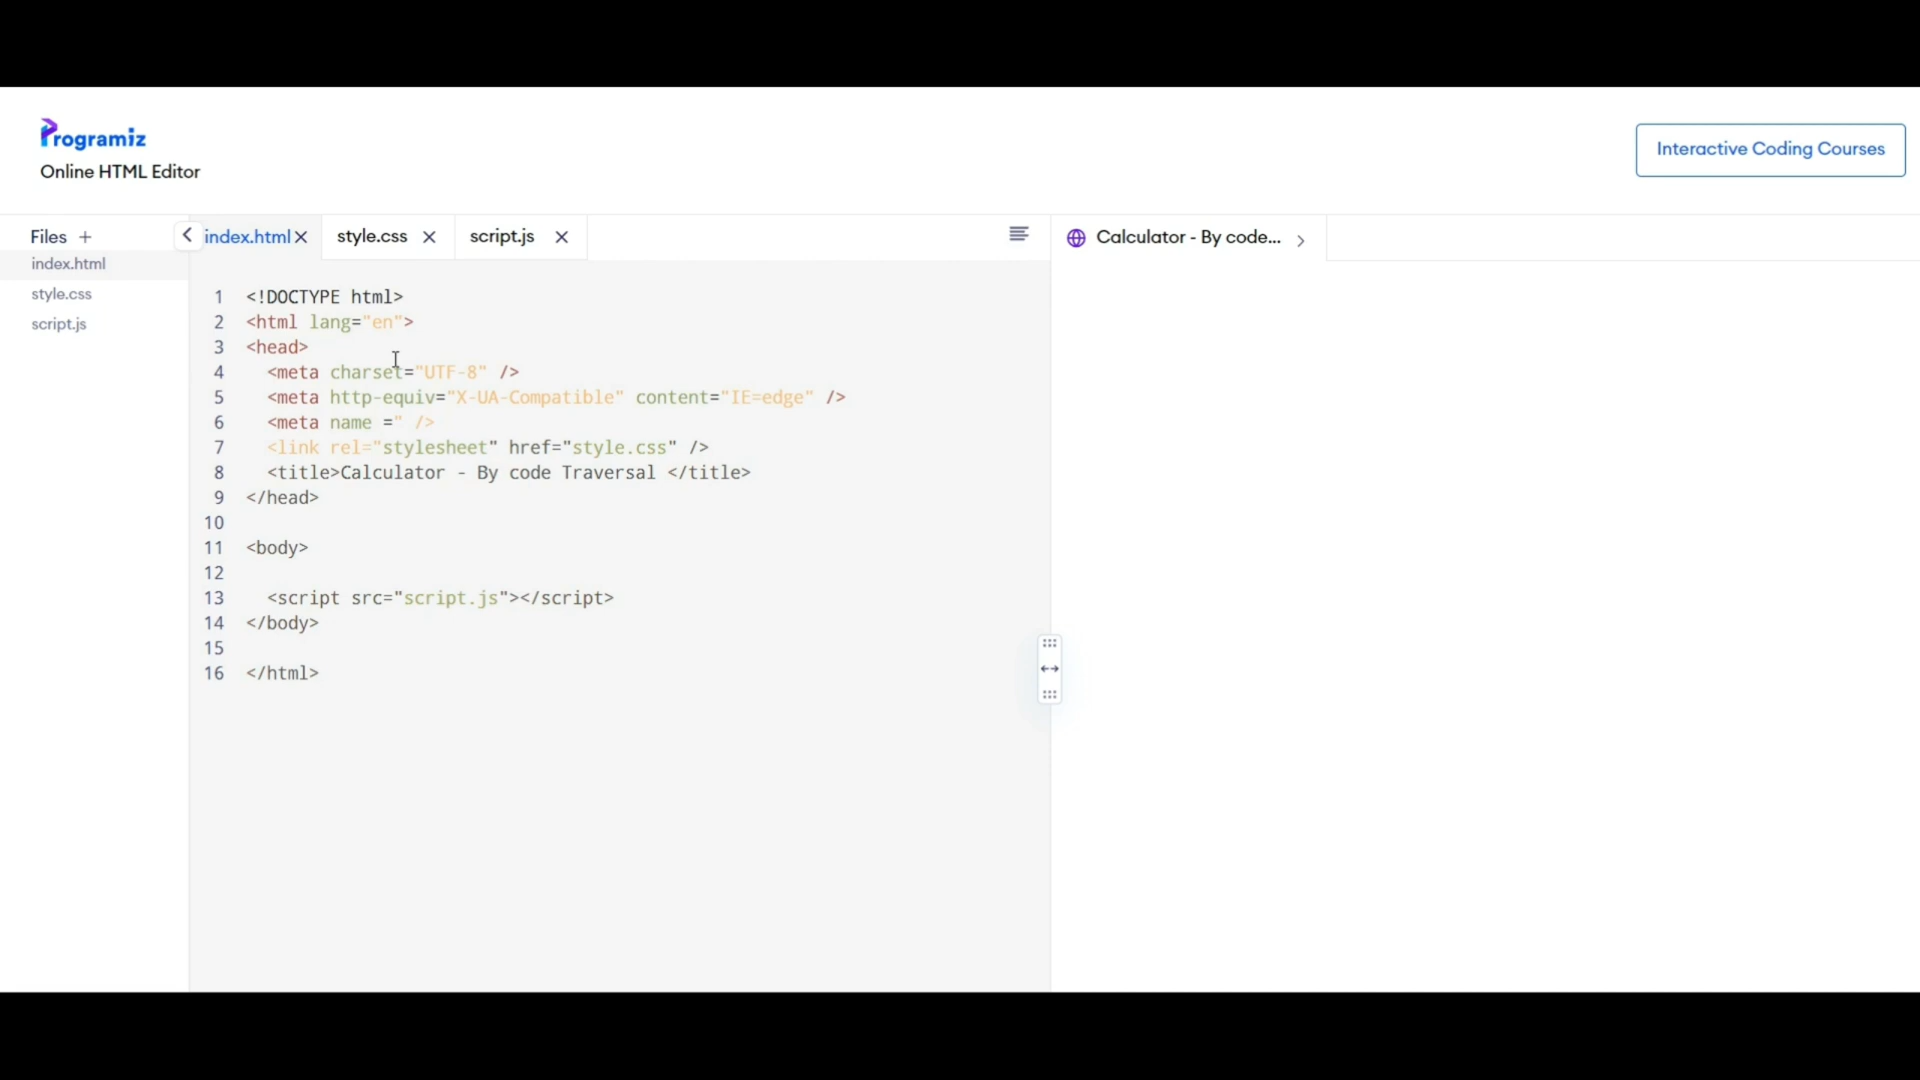 Programiz
Online HTML Editor
Interactive Coding Courses
Files +
index.html
style.css
script.js
index.html
style.css
script.js
Calculator - By code...
1 <!DOCTYPE html>
2 <html lang="en">
3 <head>
4 <meta charset="UTF-8" />
5 <meta http-equiv="X-UA-Compatible" content="IE=edge" />
6 <meta name =" />
7 <link rel="stylesheet" href="style.css" />
8 <title>Calculator - By code Traversal </title>
9 </head>
10
11 <body>
12
13 <script src="script.js"></script>
14 </body>
15
16 </html>